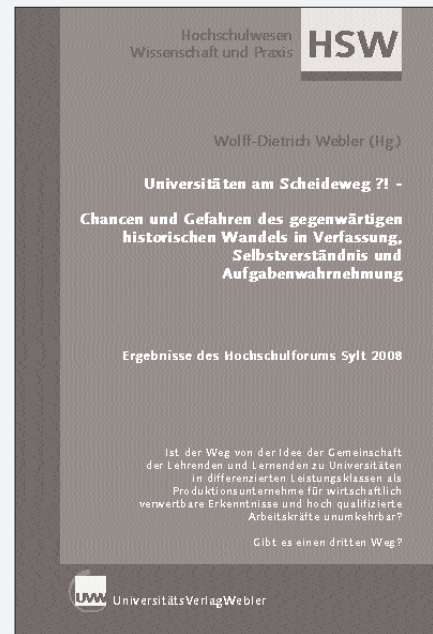 Hochschulwesen
Wissenschaft und Praxis
HSW
Wolff-Dietrich Webler (Hg.)
Universitäten am Scheideweg ?! -
Chancen und Gefahren des gegenwärtigen
historischen Wandels in Verfassung,
Selbstverständnis und
Aufgabenwahrnehmung
Ergebnisse des Hochschulforums Sylt 2008
Ist der Weg von der Idee der Gemeinschaft
der Lehrenden und Lernenden zu Universitäten
in differenzierten Leistungsklassen als
Produktionsunternehme für wirtschaftlich
verwertbare Erkenntnisse und hoch qualifizierte
Arbeitskräfte unumkehrbar?
Gibt es einen dritten Weg?
UVW UniversitätsVerlagWebler